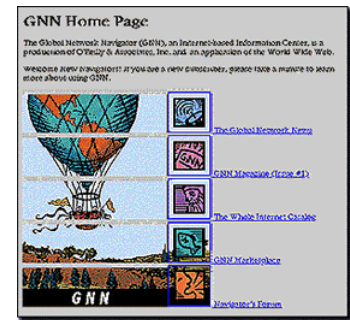 GNN Home Page
The Global Network Navigator (GNN), an Internet-based Information Center, is a
production of O'Reilly & Associates, Inc. and an application of the World Wide Web.
Welcome New Navigators! If you are a new subscriber, please take a minute to learn
more about using GNN.
The Global Network News
GNN
GNN Magazine (Issue #1)
The Whole Internet Catalog
GNN Marketplace
Navigator's Forum
GNN